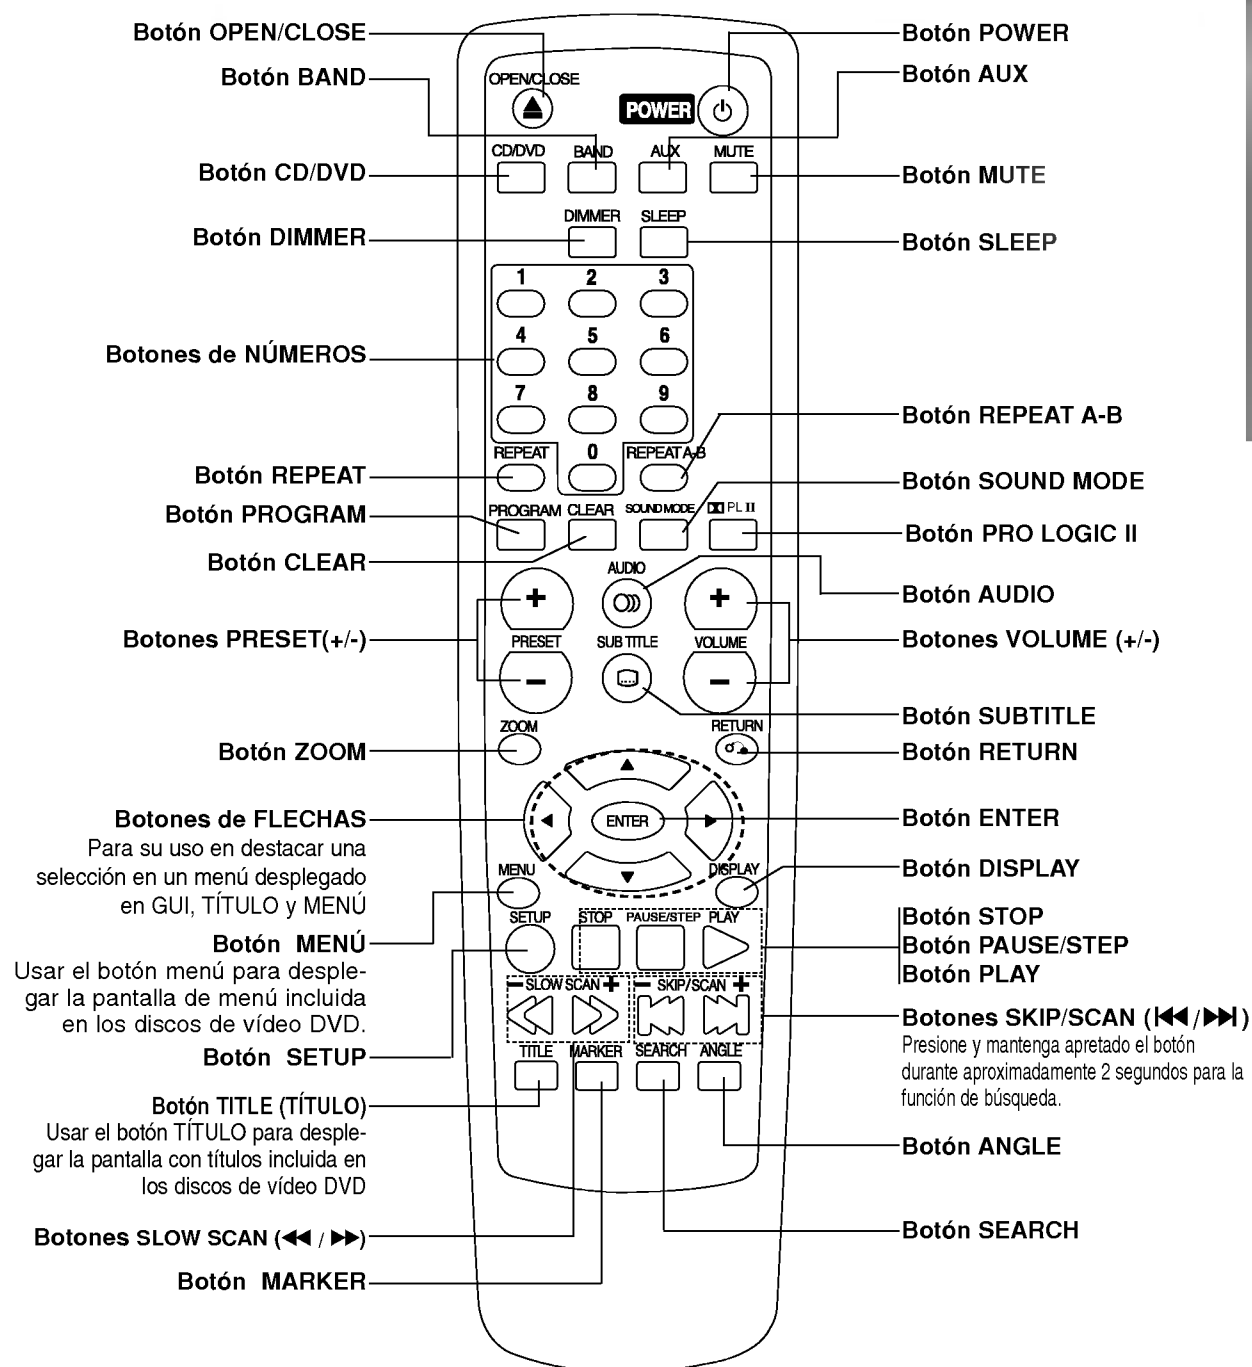 Botón OPEN/CLOSE
Botón BAND
Botón CD/DVD
Botón DIMMER
Botones de NÚMEROS
Botón REPEAT
Botón PROGRAM
Botón CLEAR
Botones PRESET(+/-)
Botón ZOOM
Botones de FLECHAS
Para su uso en destacar una
selección en un menú desplegado
en GUI, TÍTULO y MENÚ
Botón MENÚ
Usar el botón menú para desple-
gar la pantalla de menú incluida
en los discos de vídeo DVD.
Botón SETUP
Botón TITLE (TÍTULO)
Usar el botón TÍTULO para desple-
gar la pantalla con títulos incluida en
los discos de vídeo DVD
Botones SLOW SCAN (◀◀ / ▶▶)
Botón MARKER
OPEN/CLOSE
POWER
CD/DVD BAND AUX MUTE
DIMMER SLEEP
1 2 3
4 5 6
7 8 9
REPEAT 0 REPEAT A-B
PROGRAM CLEAR SOUND MODE PL II
AUDIO
+ +
PRESET SUBTITLE VOLUME
– –
ZOOM RETURN
ENTER
MENU DISPLAY
SETUP STOP PAUSE/STEP PLAY
– SLOW SCAN + – SKIP/SCAN +
TITLE MARKER SEARCH ANGLE
Botón POWER
Botón AUX
Botón MUTE
Botón SLEEP
Botón REPEAT A-B
Botón SOUND MODE
Botón PRO LOGIC II
Botón AUDIO
Botones VOLUME (+/-)
Botón SUBTITLE
Botón RETURN
Botón ENTER
Botón DISPLAY
Botón STOP
Botón PAUSE/STEP
Botón PLAY
Botones SKIP/SCAN (⏮/⏭)
Presione y mantenga apretado el botón
durante aproximadamente 2 segundos para la
función de búsqueda.
Botón ANGLE
Botón SEARCH